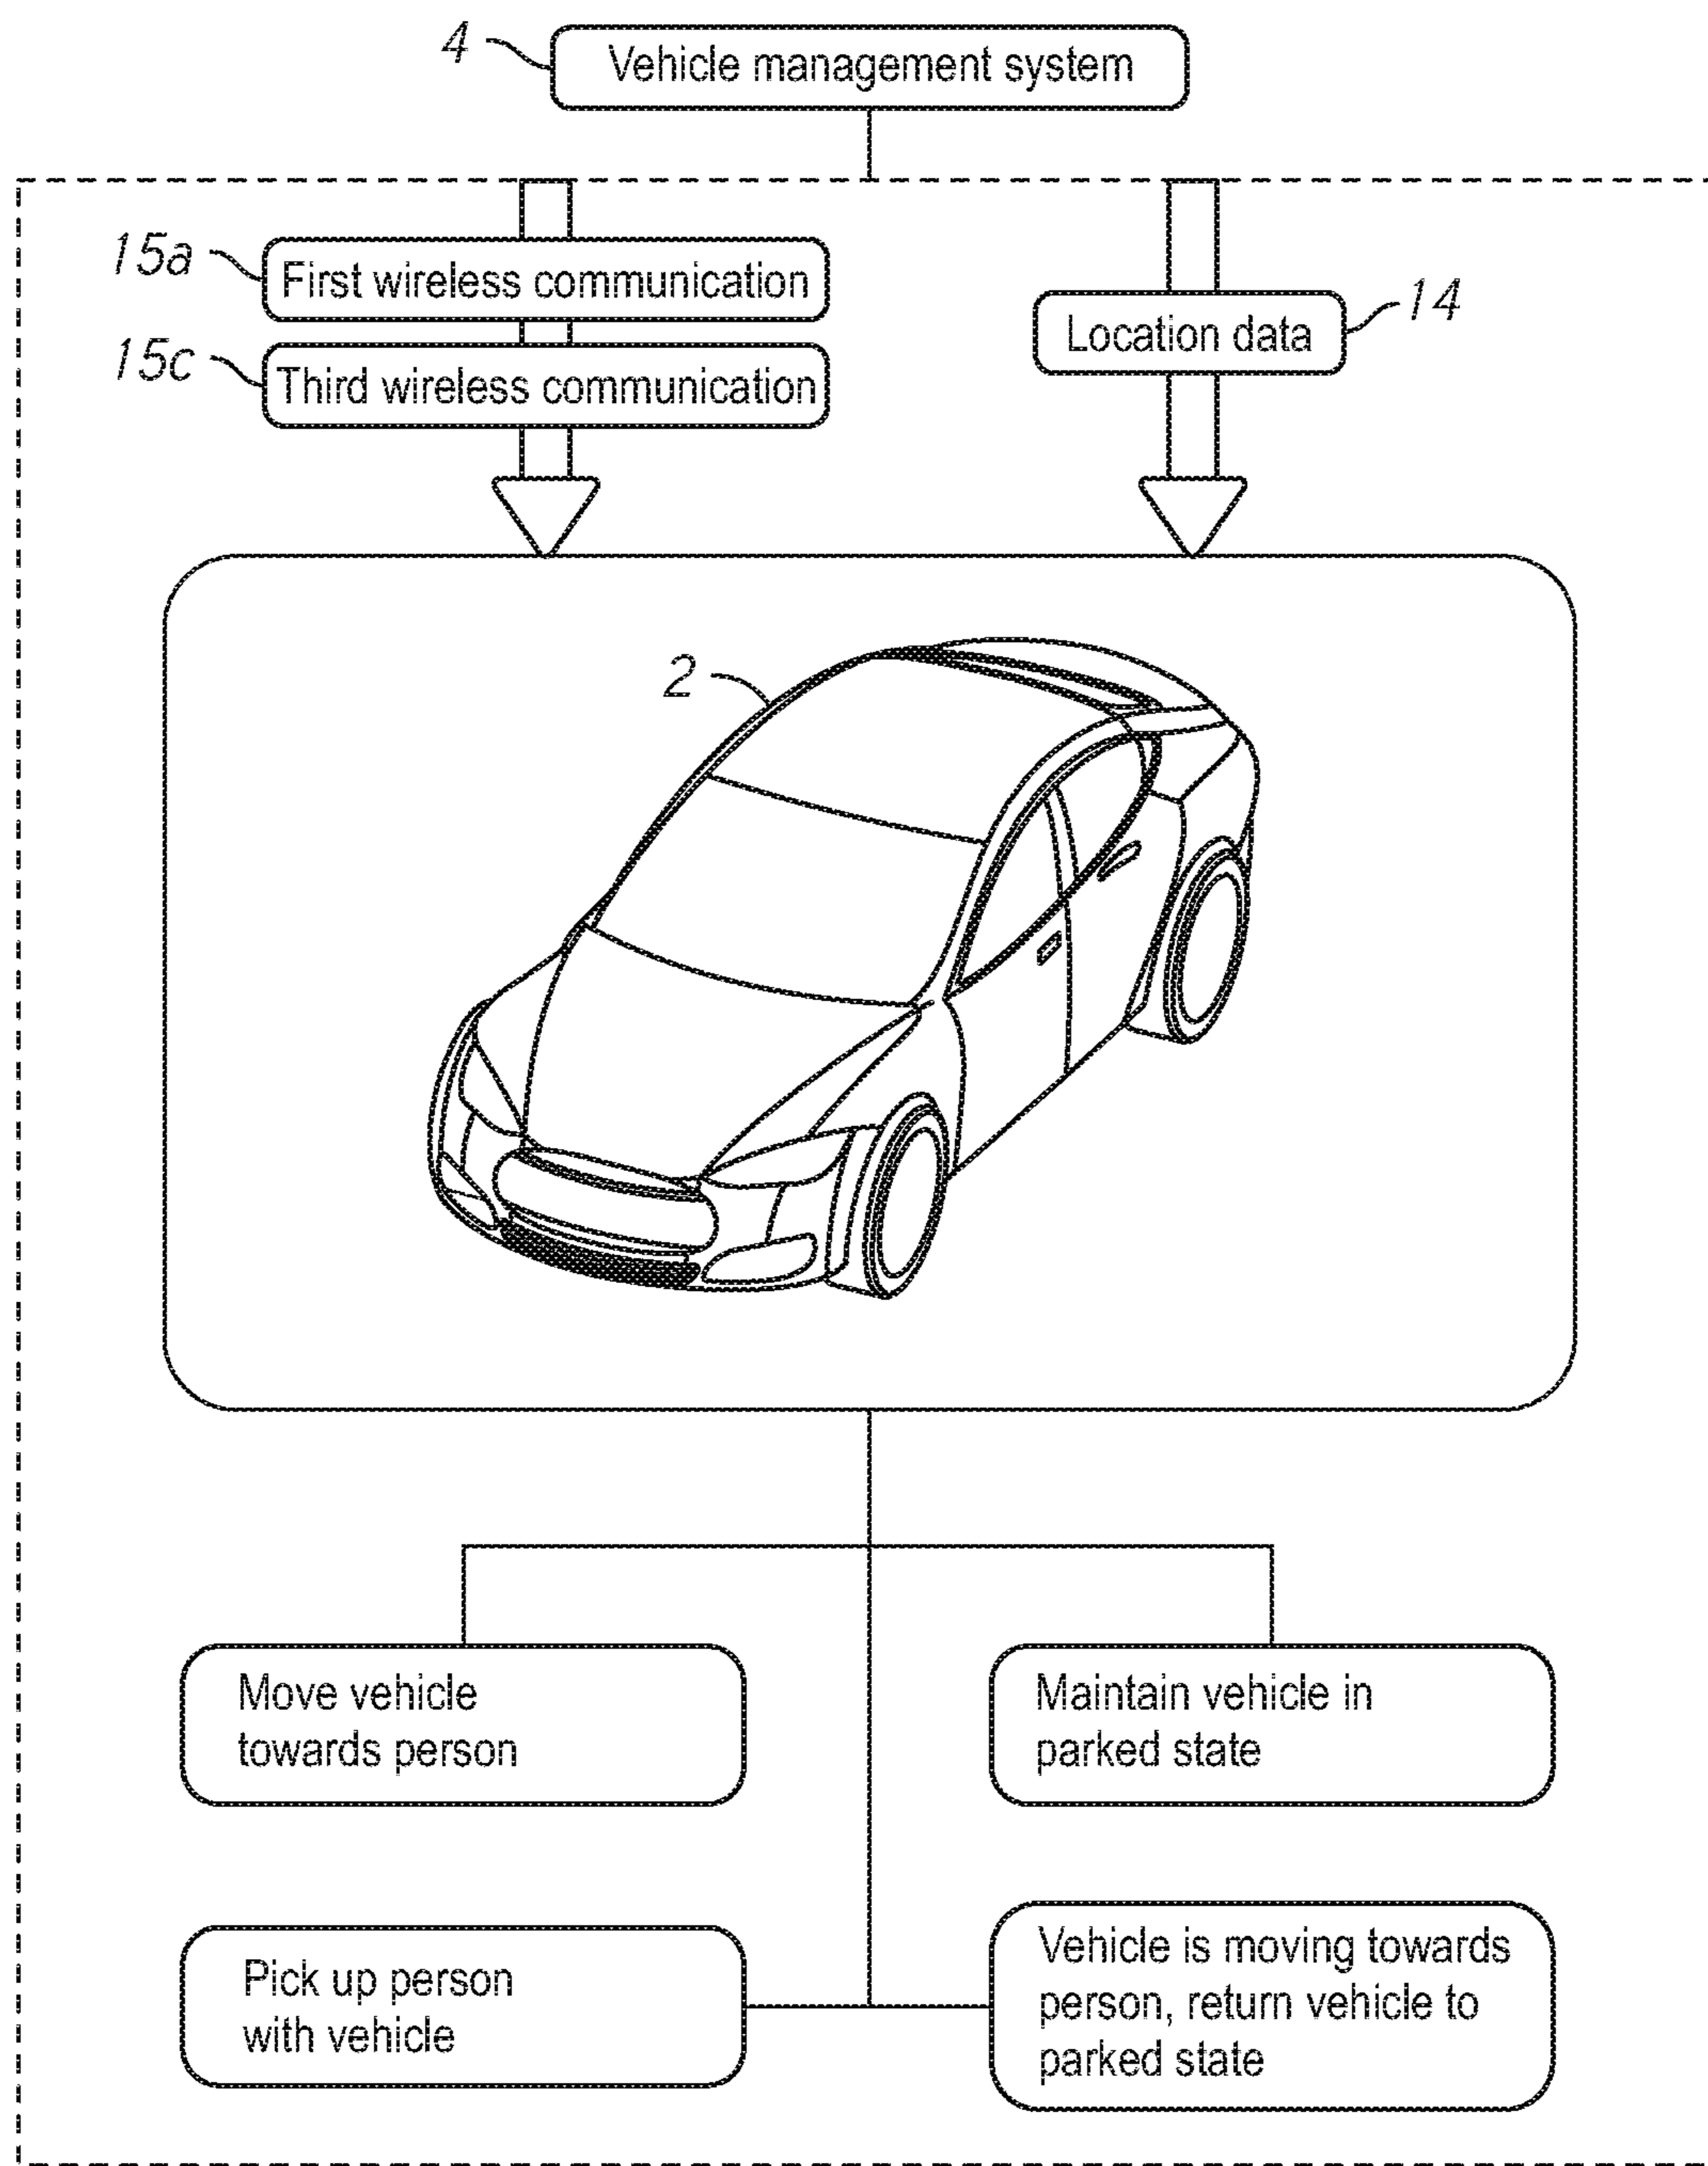 4
Vehicle management system
15a
First wireless communication
14
Location data
15c
Third wireless communication
2
Move vehicle
towards person
Maintain vehicle in
parked state
Pick up person
with vehicle
Vehicle is moving towards
person, return vehicle to
parked state